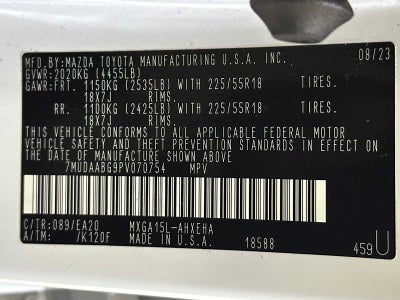 MFD.BY:MAZDA TOYOTA MANUFACTURING U.S.A. INC. 08/23
GVWR:2020KG (4455LB)
GAWR:FRT. 1150KG (2535LB) WITH 225/55R18 TIRES.
18X7J RIMS.
RR. 1100KG (2425LB) WITH 225/55R18 TIRES.
18X7J RIMS.
THIS VEHICLE CONFORMS TO ALL APPLICABLE FEDERAL MOTOR
VEHICLE SAFETY AND THEFT PREVENTION STANDARDS IN EFFECT ON
THE DATE OF MANUFACTURE SHOWN ABOVE.
7MUDAABG9PV070754 MPV
C/TR:089/EA20 MXGA15L-AHXEHA
A/TM: /K120F MADE IN U.S.A. 18588 459U